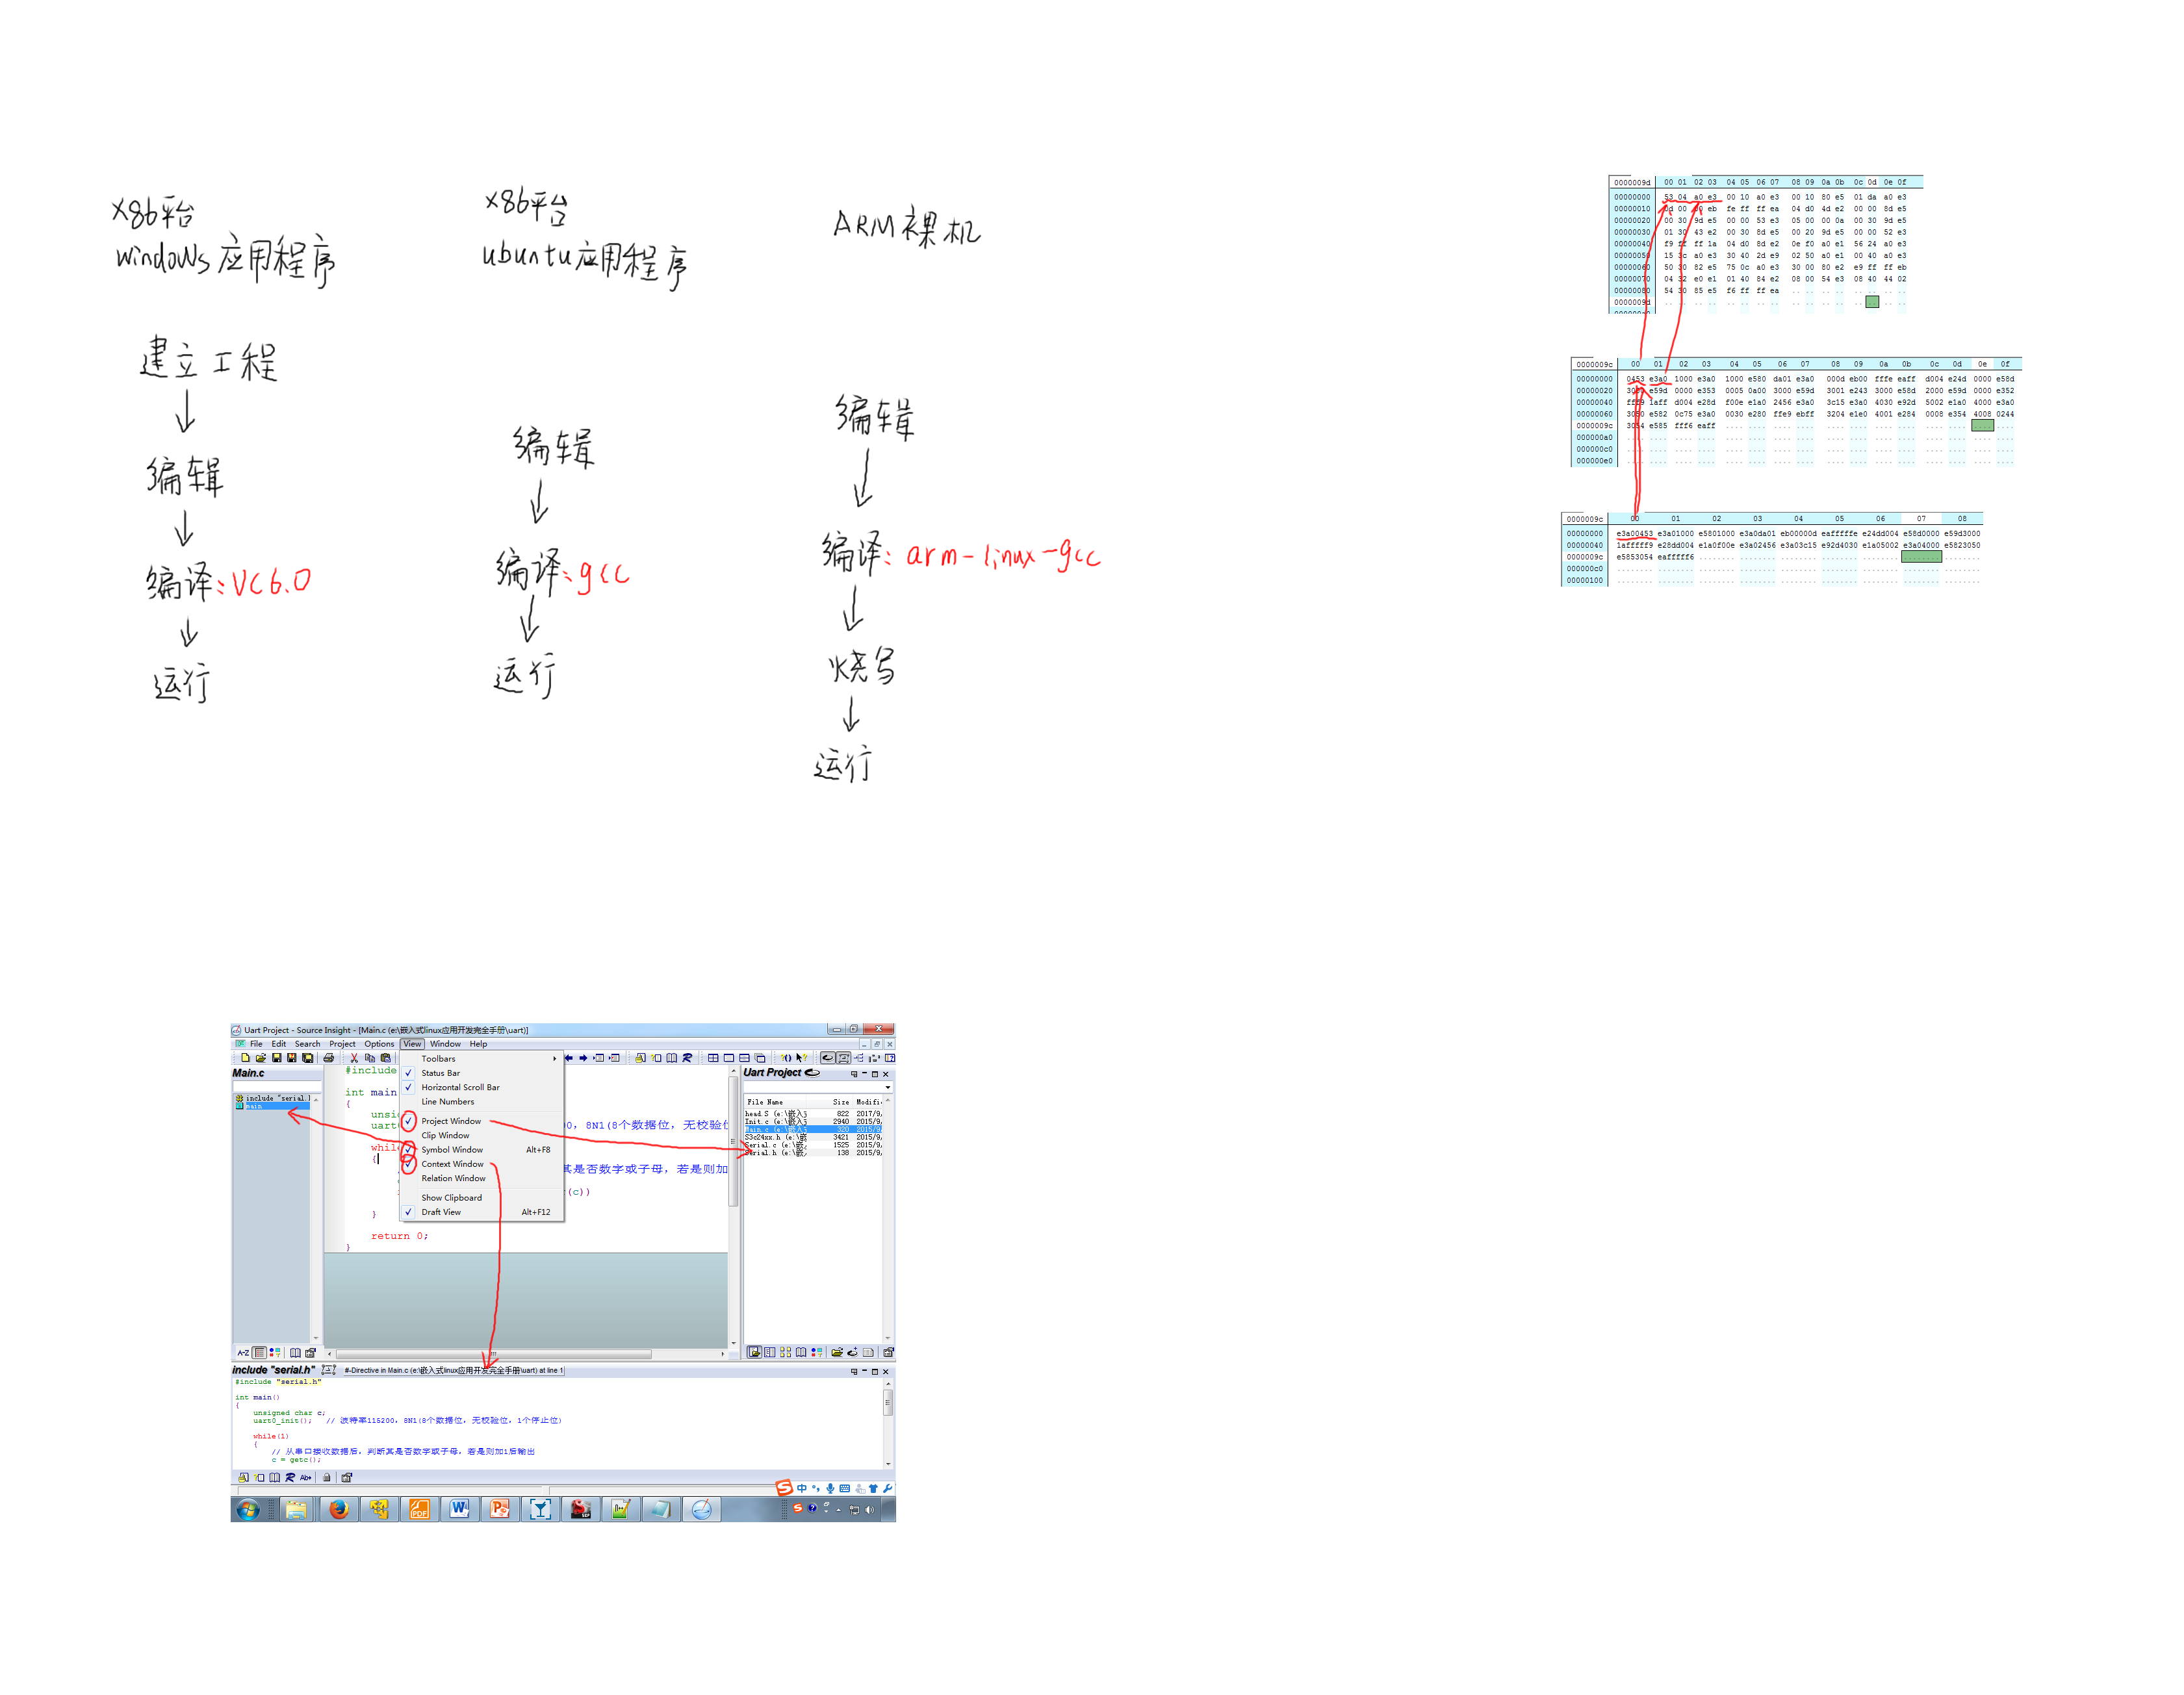 x86平台
windows应用程序
建立工程
编辑
编译:VC6.0
运行
x86平台
ubuntu应用程序
编辑
编译:gcc
运行
ARM裸机
编辑
编译:arm-linux-gcc
烧写
运行
0000009d 00 01 02 03 04 05 06 07 08 09 0a 0b 0c 0d 0e 0f
00000000 53 04 a0 e3 00 10 a0 e3 00 10 80 e5 01 da a0 e3
00000010 0d 00 00 eb fe ff ff ea 04 d0 4d e2 00 00 8d e5
00000020 00 30 9d e5 00 00 53 e3 05 00 00 0a 00 30 9d e5
00000030 01 30 43 e2 00 30 8d e5 00 20 9d e5 00 00 52 e3
00000040 f9 ff ff 1a 04 d0 8d e2 0e f0 a0 e1 56 24 a0 e3
00000050 15 3c a0 e3 30 40 2d e9 02 50 a0 e1 00 40 a0 e3
00000060 50 30 82 e5 75 0c a0 e3 30 00 80 e2 e9 ff ff eb
00000070 04 32 e0 e1 01 40 84 e2 08 00 54 e3 08 40 44 02
00000080 54 30 85 e5 f6 ff ff ea
0000009d
0000009c 00 01 02 03 04 05 06 07 08 09 0a 0b 0c 0d 0e 0f
00000000 0453 e3a0 1000 e3a0 1000 e580 da01 e3a0 000d eb00 fffe eaff d004 e24d 0000 e58d
00000020 3000 e59d 0000 e353 0005 0a00 3000 e59d 3001 e243 3000 e58d 2000 e59d 0000 e352
00000040 fff9 1aff d004 e28d f00e e1a0 2456 e3a0 3c15 e3a0 4030 e92d 5002 e1a0 4000 e3a0
00000060 3050 e582 0c75 e3a0 0030 e280 ffe9 ebff 3204 e1e0 4001 e284 0008 e354 4008 0244
0000009c 3054 e585 fff6 eaff
000000a0
000000c0
000000e0
0000009c 00 01 02 03 04 05 06 07 08
00000000 e3a00453 e3a01000 e5801000 e3a0da01 eb00000d eafffffe e24dd004 e58d0000 e59d3000
00000040 1afffff9 e28dd004 e1a0f00e e3a02456 e3a03c15 e92d4030 e1a05002 e3a04000 e5823050
0000009c e5853054 eafffff6
000000c0
00000100
Uart Project - Source Insight - [Main.c (e:\嵌入式linux应用开发完全手册\uart)]
File Edit Search Project Options View Window Help
Main.c
include "serial.h
main
#include
int main
{
unsi
uart
00, 8N1(8个数据位, 无校验位
while
{
其是否数字或子母, 若是则加
(c))
}
return 0;
}
Toolbars
Status Bar
Horizontal Scroll Bar
Line Numbers
Project Window
Clip Window
Symbol Window Alt+F8
Context Window
Relation Window
Show Clipboard
Draft View Alt+F12
Uart Project
File Name Size Modifi
head.S (e:\嵌入式 822 2017/9/
Init.c (e:\嵌入式 2940 2015/9/
Main.c (e:\嵌入式 320 2015/9/
S3c24xx.h (e:\嵌 3421 2015/9/
Serial.c (e:\嵌 1525 2015/9/
Serial.h (e:\嵌 138 2015/9/
A-Z
include "serial.h" #-Directive in Main.c (e:\嵌入式linux应用开发完全手册\uart) at line 1
#include "serial.h"
int main()
{
unsigned char c;
uart0_init(); // 波特率115200, 8N1(8个数据位, 无校验位, 1个停止位)
while(1)
{
// 从串口接收数据后, 判断其是否数字或子母, 若是则加1后输出
c = getc();
中